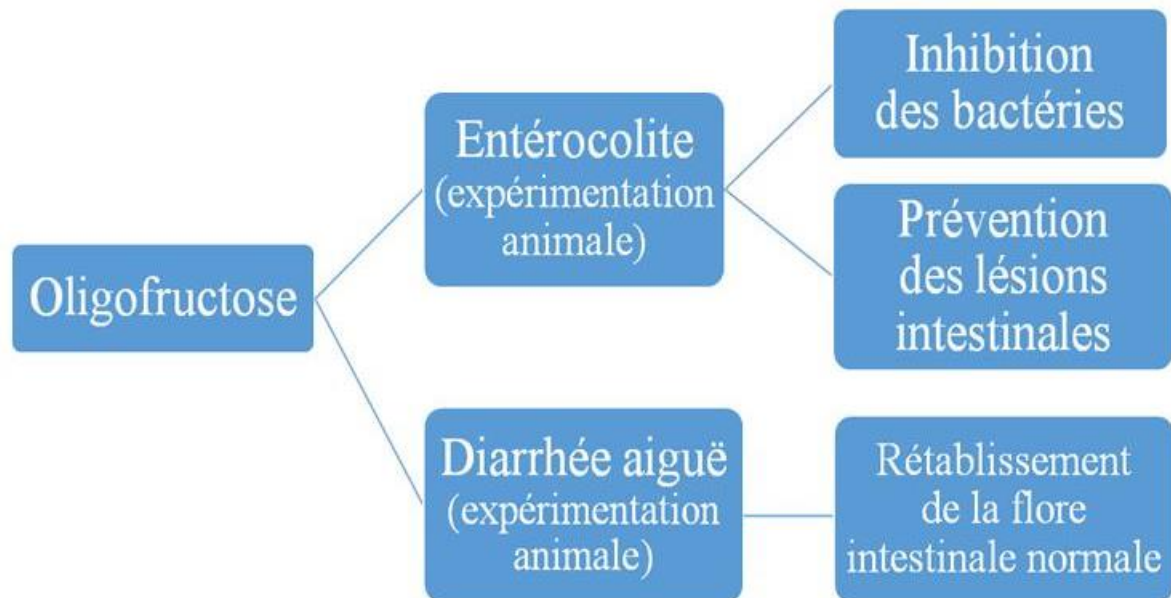 Oligofructose
Entérocolite
(expérimentation
animale)
Inhibition
des bactéries
Prévention
des lésions
intestinales
Diarrhée aiguë
(expérimentation
animale)
Rétablissement
de la flore
intestinale normale